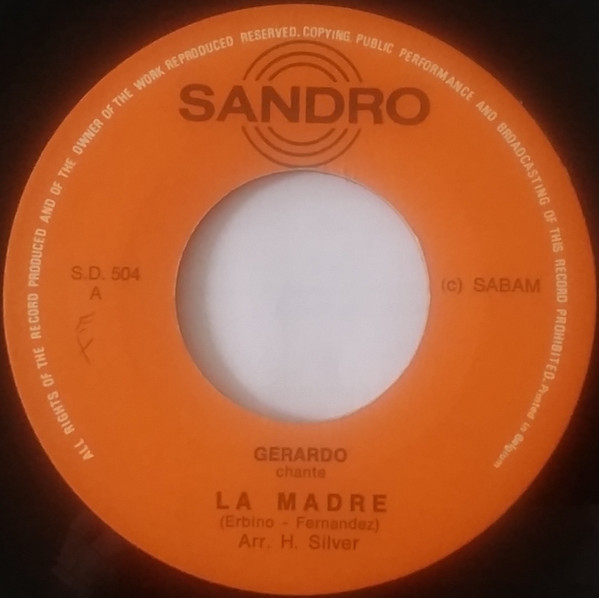 ALL RIGHTS OF THE RECORD PRODUCED AND OF THE OWNER OF THE WORK REPRODUCED RESERVED. COPYING, PUBLIC PERFORMANCE AND BROADCASTING OF THIS RECORD PROHIBITED. Printed in Belgium
SANDRO
S.D. 504
A
(c) SABAM
GERARDO
chante
LA MADRE
(Erbino - Fernandez)
Arr. H. Silver